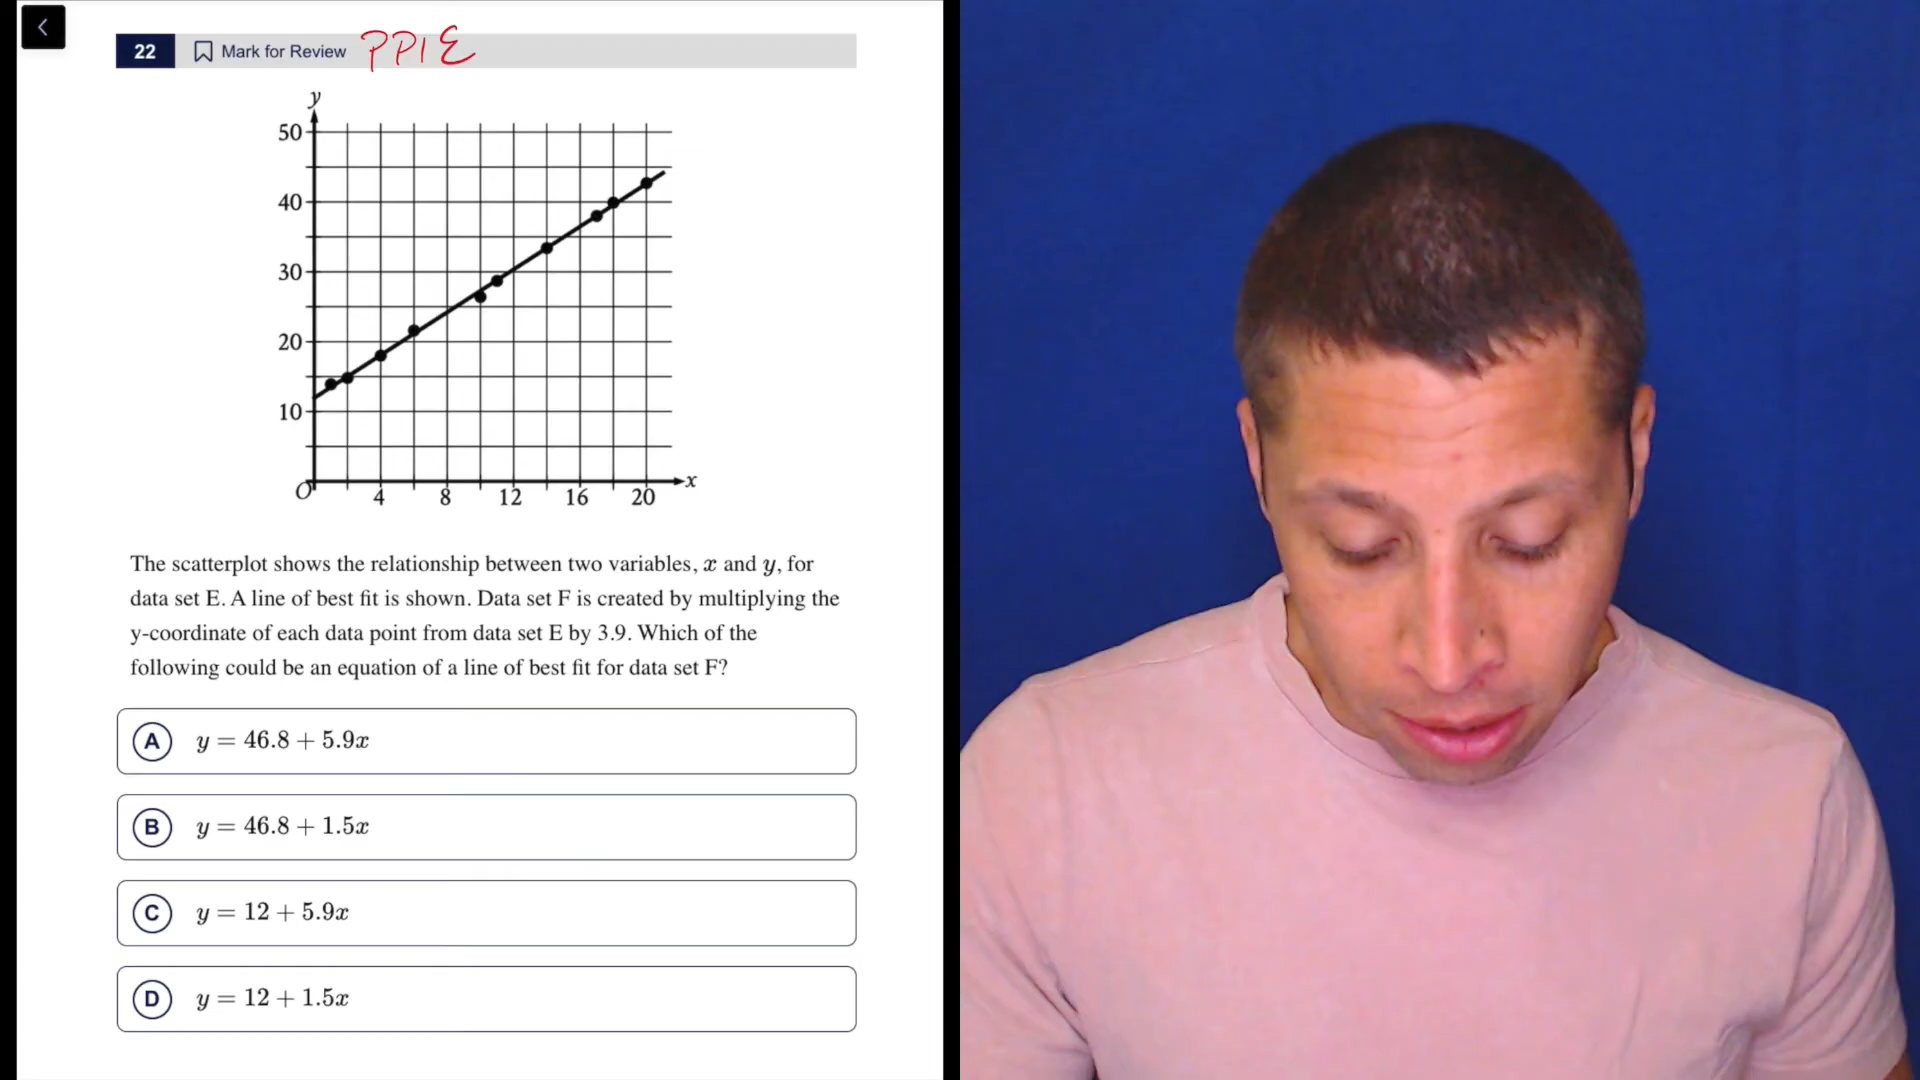 22 Mark for Review PPIE
y
50
40
30
20
10
O 4 8 12 16 20 x
The scatterplot shows the relationship between two variables, x and y, for
data set E. A line of best fit is shown. Data set F is created by multiplying the
y-coordinate of each data point from data set E by 3.9. Which of the
following could be an equation of a line of best fit for data set F?
A y = 46.8 + 5.9x
B y = 46.8 + 1.5x
C y = 12 + 5.9x
D y = 12 + 1.5x